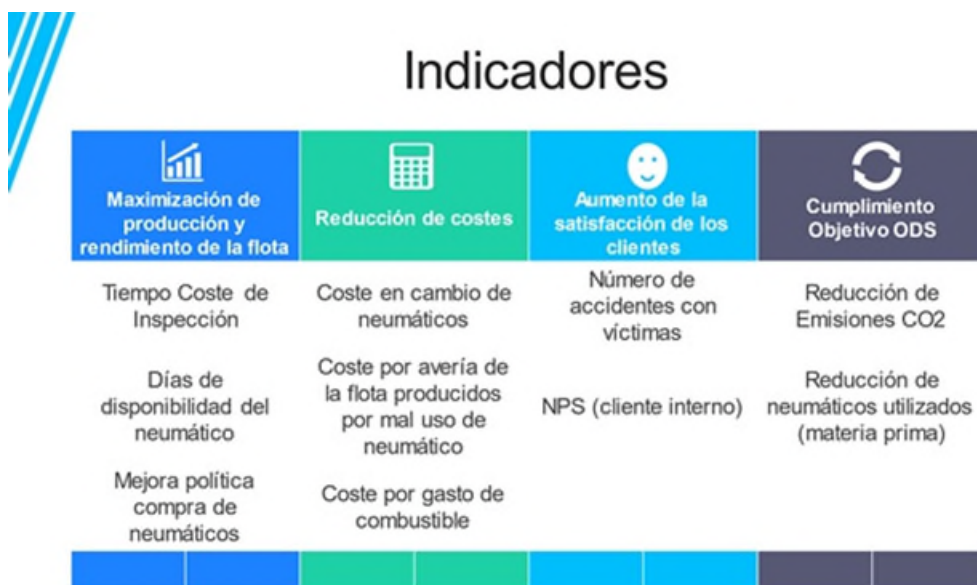 Indicadores
Maximización de
producción y
rendimiento de la flota
Reducción de costes
Aumento de la
satisfacción de los
clientes
Cumplimiento
Objetivo ODS
Tiempo Coste de
Inspección
Coste en cambio de
neumáticos
Número de
accidentes con
víctimas
Reducción de
Emisiones CO2
Días de
disponibilidad del
neumático
Coste por avería de
la flota producidos
por mal uso de
neumático
NPS (cliente interno)
Reducción de
neumáticos utilizados
(materia prima)
Mejora política
compra de
neumáticos
Coste por gasto de
combustible